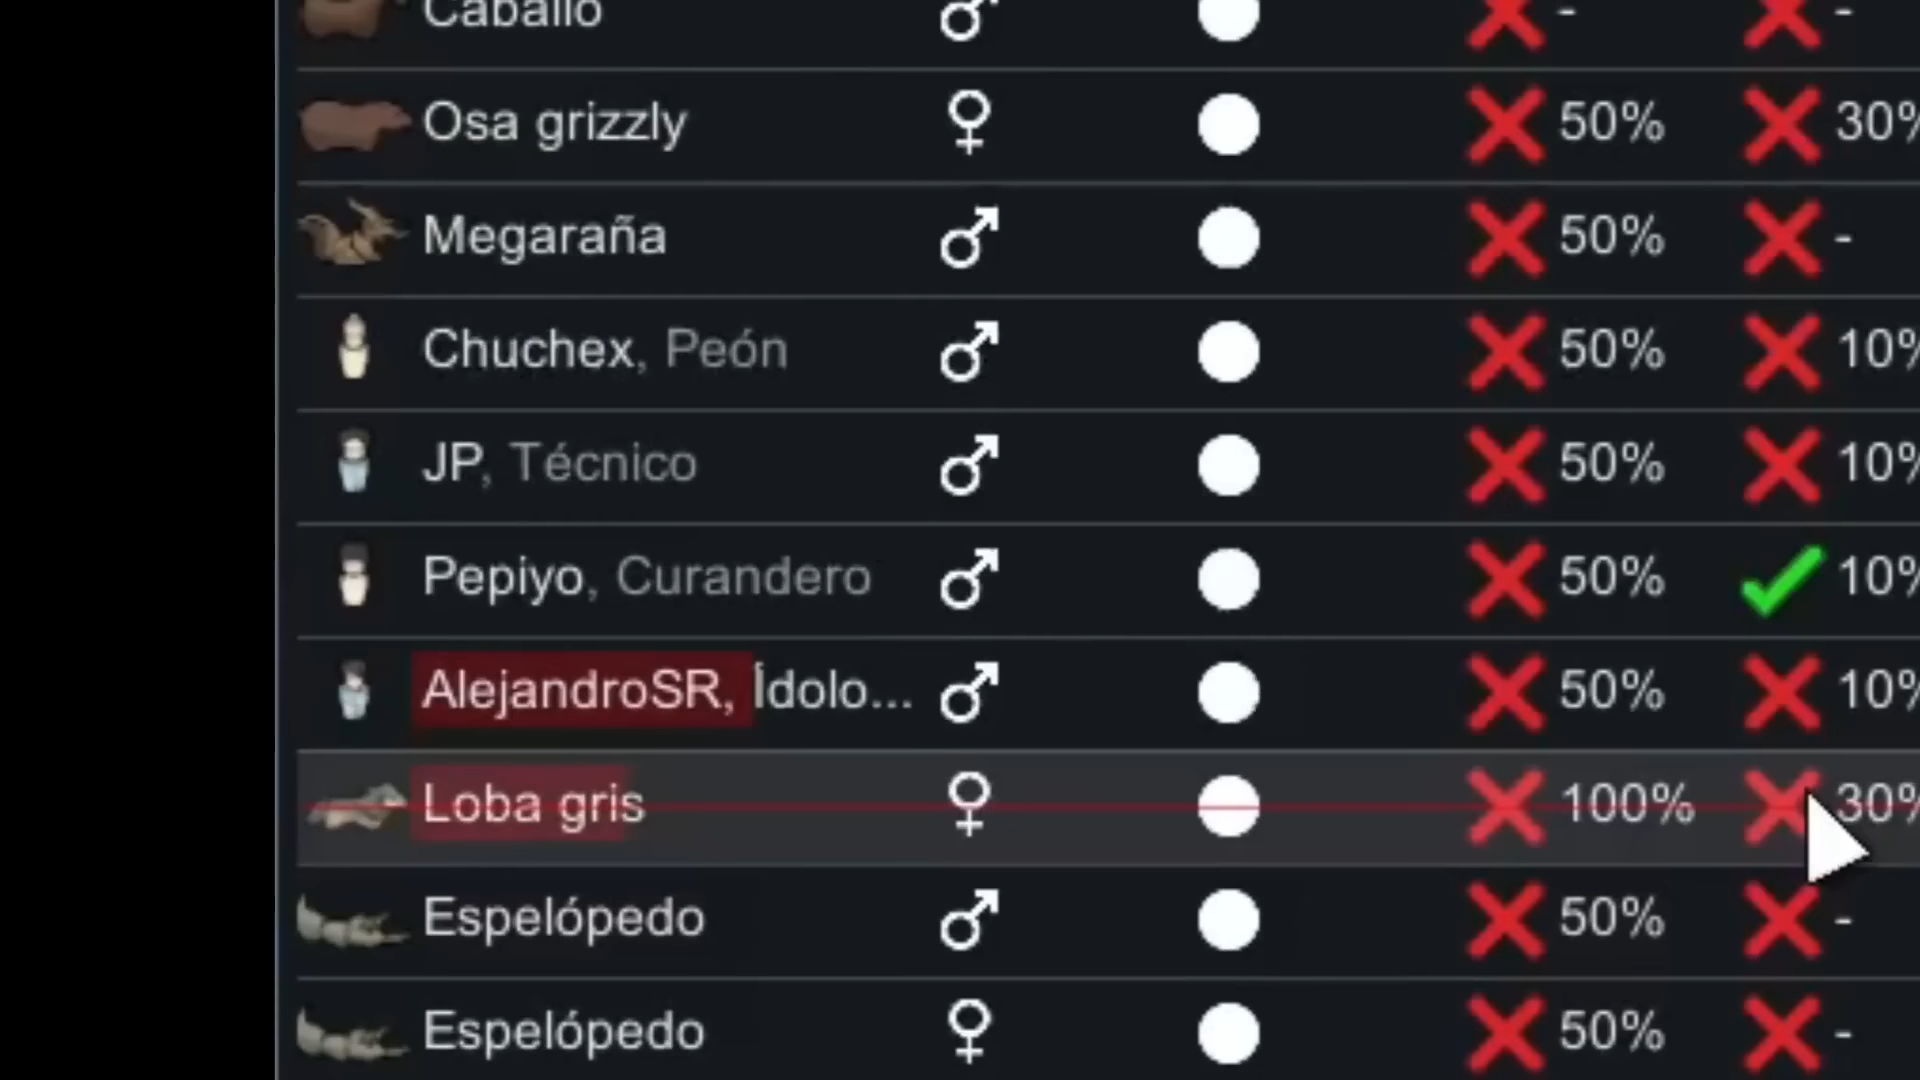 Caballo ♂ - -
Osa grizzly ♀ 50% 30%
Megaraña ♂ 50% -
Chuchex, Peón ♂ 50% 10%
JP, Técnico ♂ 50% 10%
Pepiyo, Curandero ♂ 50% 10%
AlejandroSR, Ídolo... ♂ 50% 10%
Loba gris ♀ 100% 30%
Espelópedo ♂ 50% -
Espelópedo ♀ 50% -